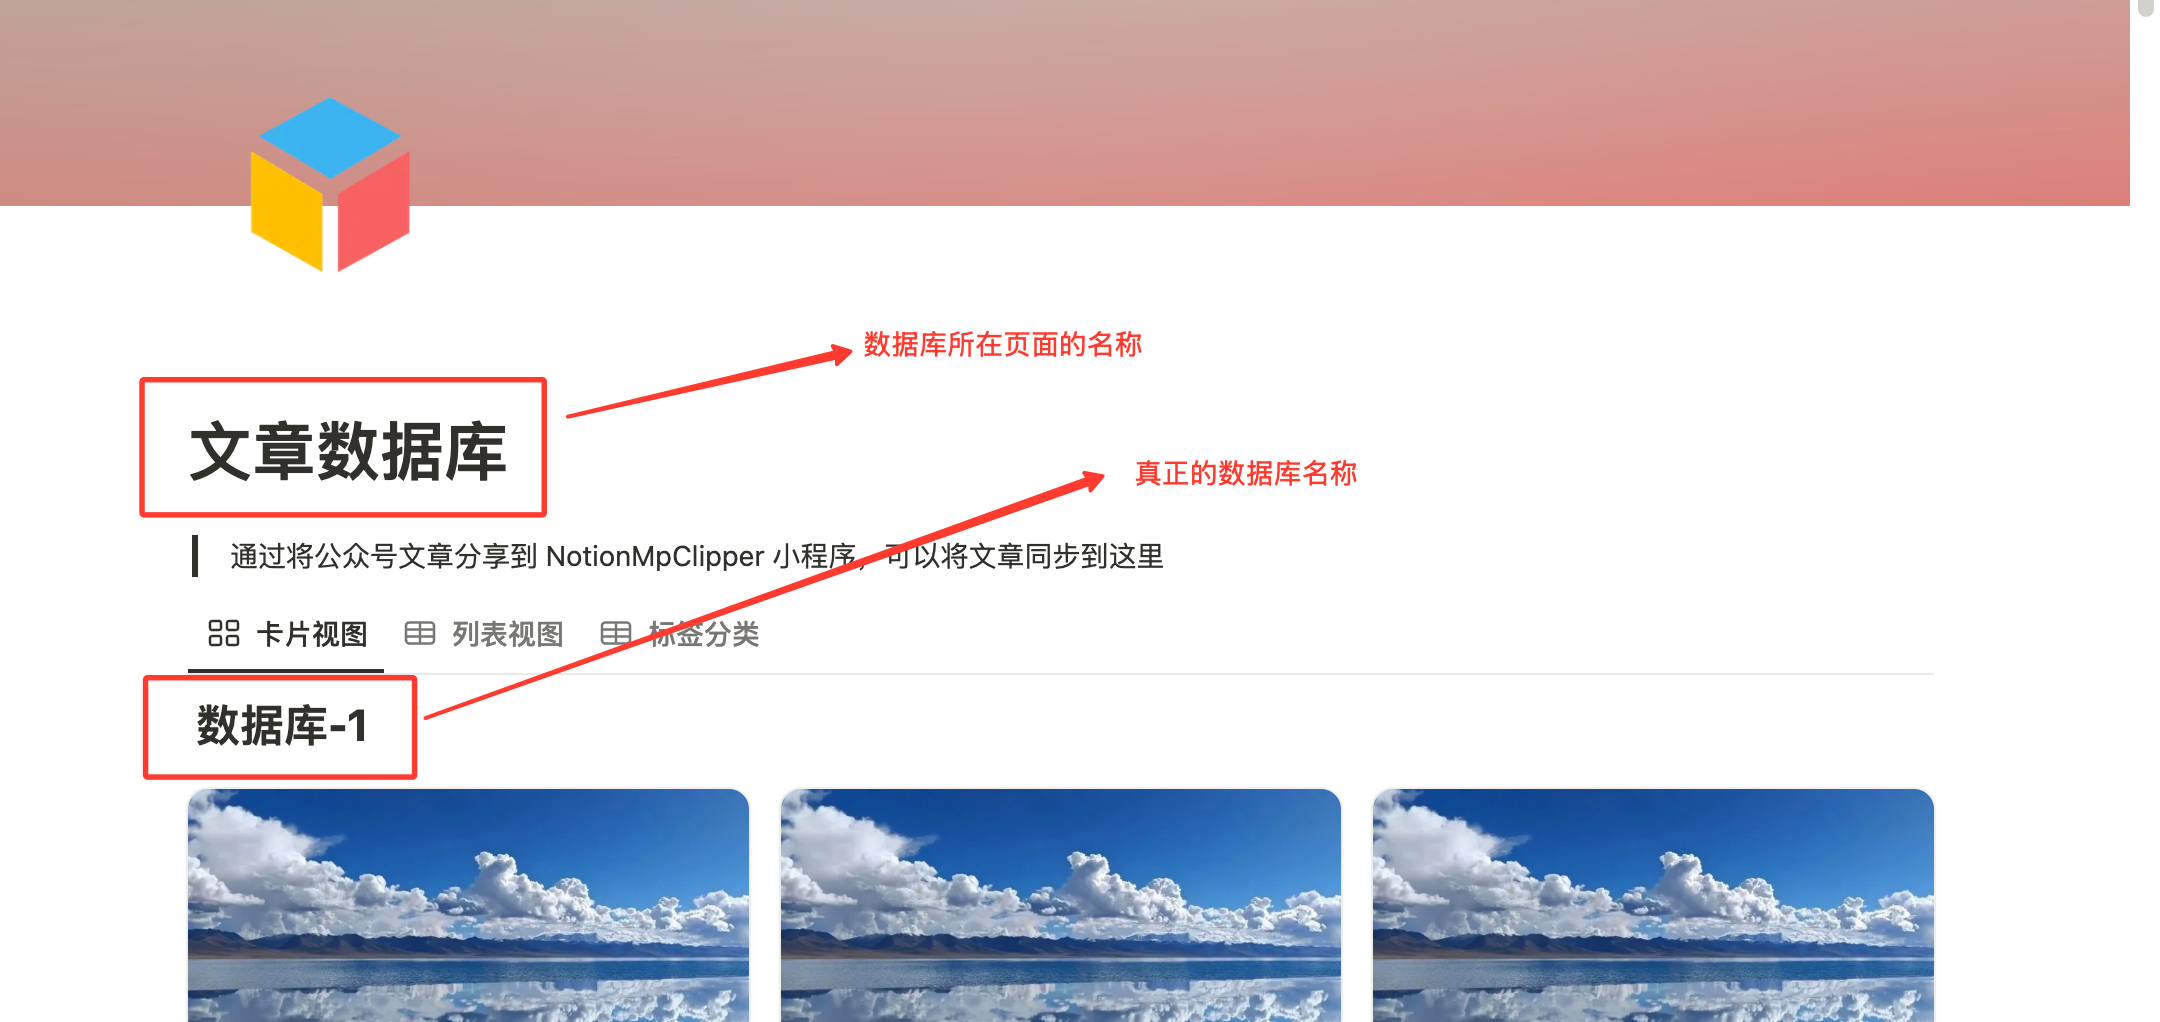 数据库所在页面的名称
文章数据库
真正的数据库名称
通过将公众号文章分享到 NotionMpClipper 小程序，可以将文章同步到这里
卡片视图 列表视图 标签分类
数据库-1